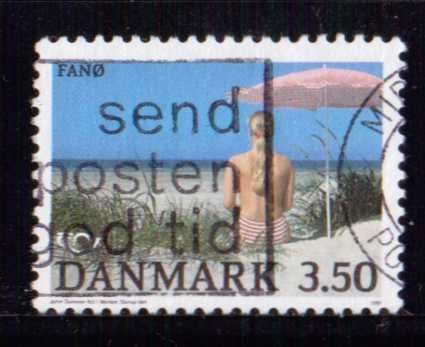 FANØ
send
posten
god tid
DANMARK 3.50